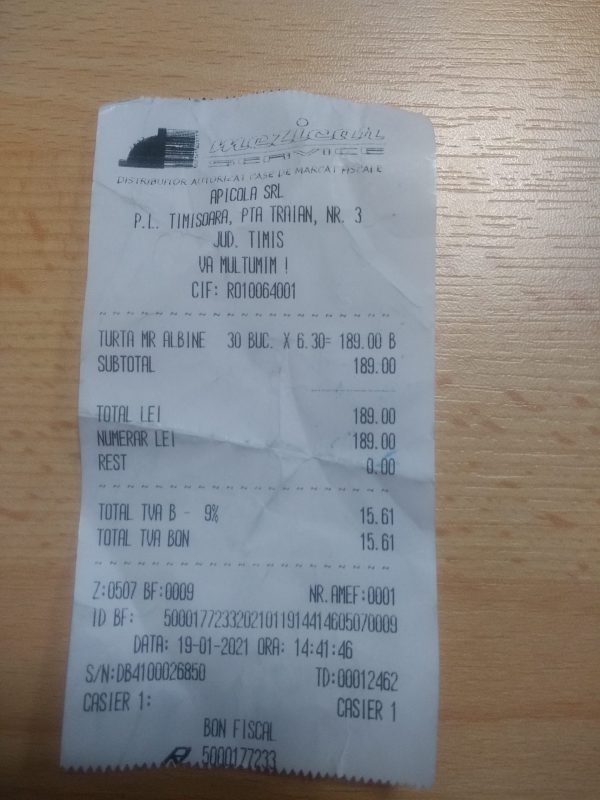 SERVICE
DISTRIBUITOR AUTORIZAT CASE DE MARCAT FISCALE
APICOLA SRL
P.L. TIMISOARA, PTA TRAIAN, NR. 3
JUD. TIMIS
VA MULTUMIM !
CIF: RO10064001
TURTA MR ALBINE 30 BUC. X 6.30= 189.00 B
SUBTOTAL 189.00
TOTAL LEI 189.00
NUMERAR LEI 189.00
REST 0.00
TOTAL TVA B - 9% 15.61
TOTAL TVA BON 15.61
Z:0507 BF:0009 NR.AMEF:0001
ID BF: 50001772332021011914414605070009
DATA: 19-01-2021 ORA: 14:41:46
S/N:DB4100026850 TD:00012462
CASIER 1: CASIER 1
BON FISCAL
5000177233